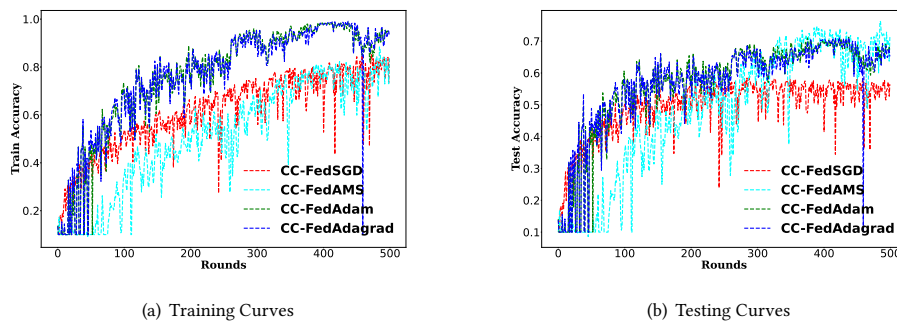 1.0
0.8
0.6
0.4
0.2
Train Accuracy
CC-FedSGD
CC-FedAMS
CC-FedAdam
CC-FedAdagrad
0
100
200
300
400
500
Rounds
(a) Training Curves
0.7
0.6
0.5
0.4
0.3
0.2
0.1
Test Accuracy
CC-FedSGD
CC-FedAMS
CC-FedAdam
CC-FedAdagrad
0
100
200
300
400
500
Rounds
(b) Testing Curves